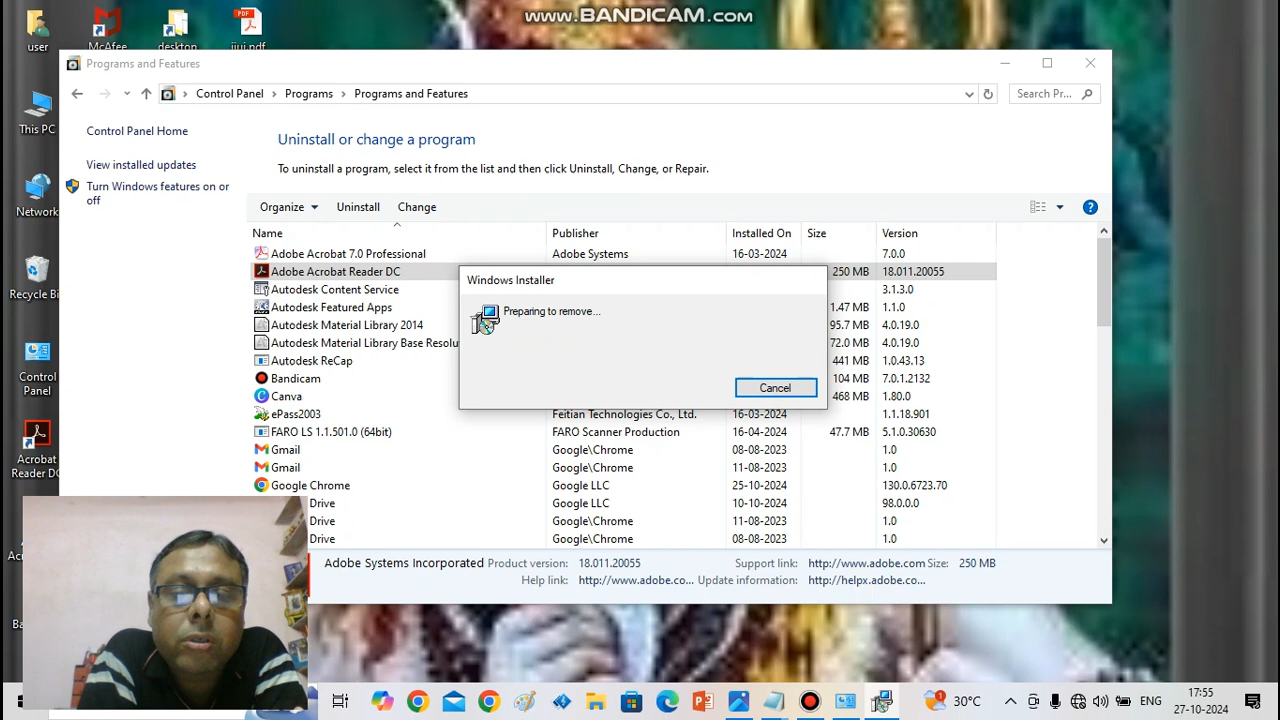 www.BANDICAM.com
user
McAfee
desktop
jiui.pdf
Programs and Features
Control Panel
Programs
Programs and Features
Search Pr...
This PC
Control Panel Home
Uninstall or change a program
View installed updates
To uninstall a program, select it from the list and then click Uninstall, Change, or Repair.
Turn Windows features on or
off
Network
Organize Uninstall Change
Name Publisher Installed On Size Version
Adobe Acrobat 7.0 Professional Adobe Systems 16-03-2024 7.0.0
Adobe Acrobat Reader DC 250 MB 18.011.20055
Windows Installer
Recycle Bi
Autodesk Content Service 3.1.3.0
Autodesk Featured Apps 1.47 MB 1.1.0
Preparing to remove...
Autodesk Material Library 2014 95.7 MB 4.0.19.0
Autodesk Material Library Base Resolu 72.0 MB 4.0.19.0
Autodesk ReCap 441 MB 1.0.43.13
Control
Panel
Bandicam 104 MB 7.0.1.2132
Cancel
Canva 468 MB 1.80.0
ePass2003 Feitian Technologies Co., Ltd. 16-03-2024 1.1.18.901
FARO LS 1.1.501.0 (64bit) FARO Scanner Production 16-04-2024 47.7 MB 5.1.0.30630
Gmail Google\Chrome 08-08-2023 1.0
Acrobat
Reader DC
Gmail Google\Chrome 11-08-2023 1.0
Google Chrome Google LLC 25-10-2024 130.0.6723.70
Drive Google LLC 10-10-2024 98.0.0.0
Drive Google\Chrome 11-08-2023 1.0
Drive Google\Chrome 08-08-2023 1.0
Adobe Systems Incorporated Product version: 18.011.20055 Support link: http://www.adobe.com Size: 250 MB
Help link: http://www.adobe.co... Update information: http://helpx.adobe.co...
30°C
ENG
17:55
27-10-2024